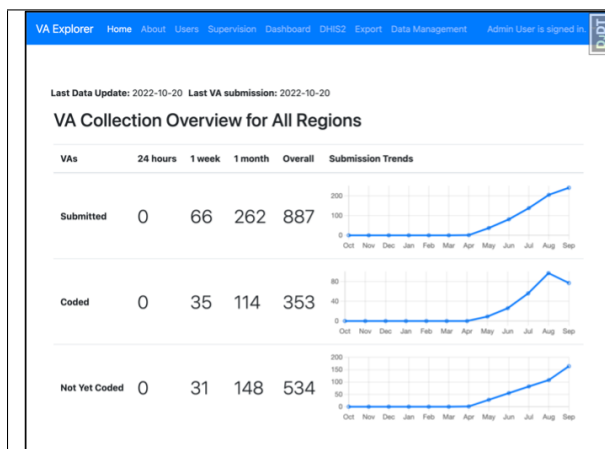 VA Explorer Home About Users Supervision Dashboard DHIS2 Export Data Management Admin User is signed in.
DJDT
Last Data Update: 2022-10-20 Last VA submission: 2022-10-20
VA Collection Overview for All Regions
VAs 24 hours 1 week 1 month Overall Submission Trends
Submitted 0 66 262 887
200
100
0
Oct Nov Dec Jan Feb Mar Apr May Jun Jul Aug Sep
Coded 0 35 114 353
80
40
0
Oct Nov Dec Jan Feb Mar Apr May Jun Jul Aug Sep
Not Yet Coded 0 31 148 534
200
150
100
50
0
Oct Nov Dec Jan Feb Mar Apr May Jun Jul Aug Sep